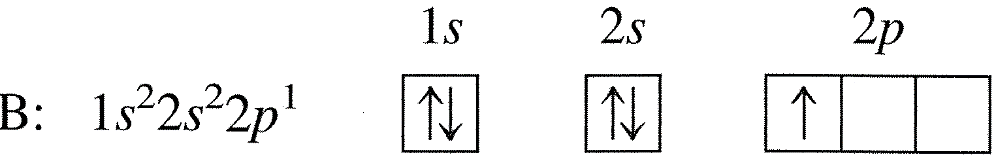 1s 2s 2p
B: 1s²2s²2p¹ ↑↓ ↑↓ ↑